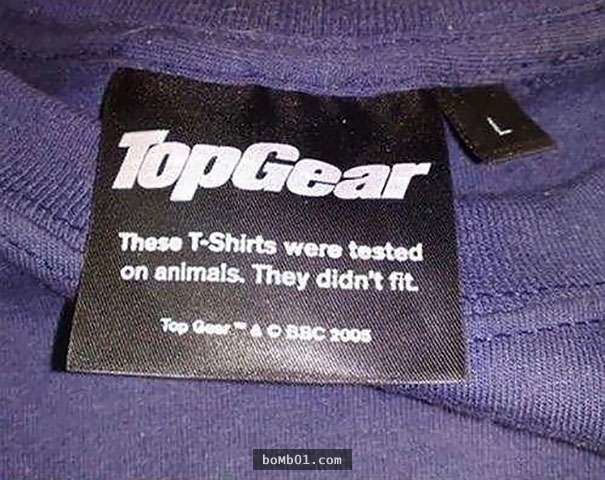 TopGear
L
These T-Shirts were tested
on animals. They didn't fit.
Top Gear™ & © BBC 2005
boMb01.com